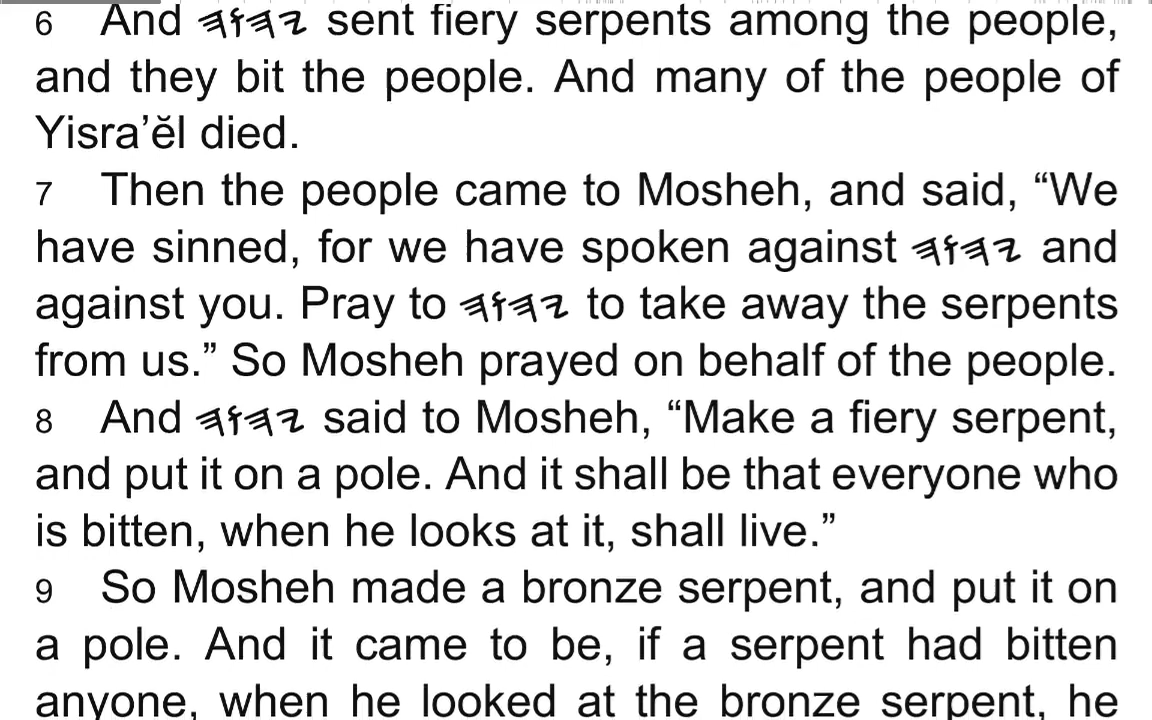 6 And 𐤉𐤄𐤅𐤄 sent fiery serpents among the people,
and they bit the people. And many of the people of
Yisra’ĕl died.
7 Then the people came to Mosheh, and said, “We
have sinned, for we have spoken against 𐤉𐤄𐤅𐤄 and
against you. Pray to 𐤉𐤄𐤅𐤄 to take away the serpents
from us.” So Mosheh prayed on behalf of the people.
8 And 𐤉𐤄𐤅𐤄 said to Mosheh, “Make a fiery serpent,
and put it on a pole. And it shall be that everyone who
is bitten, when he looks at it, shall live.”
9 So Mosheh made a bronze serpent, and put it on
a pole. And it came to be, if a serpent had bitten
anyone, when he looked at the bronze serpent, he